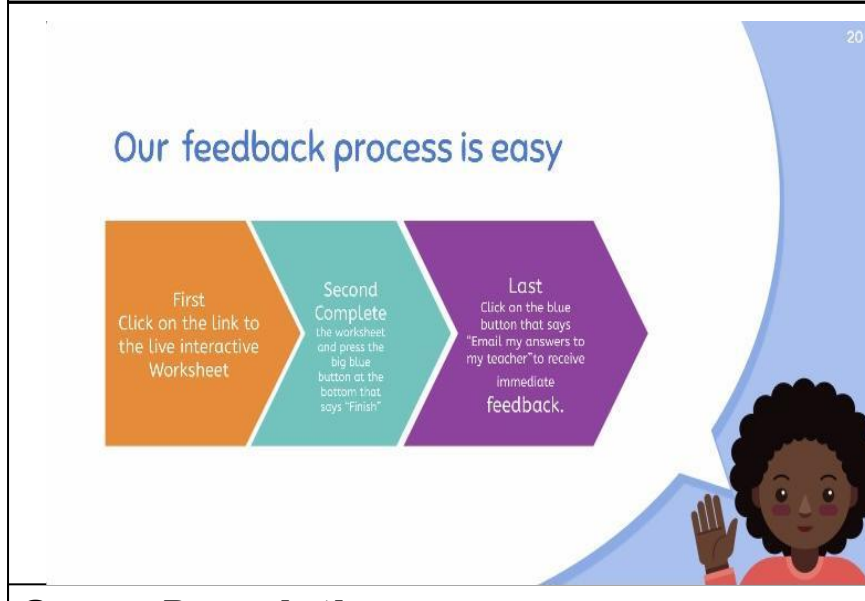 20
Our feedback process is easy
First
Click on the link to
the live interactive
Worksheet
Second
Complete
the worksheet
and press the
big blue
button at the
bottom that
says "Finish"
Last
Click on the blue
button that says
"Email my answers to
my teacher"to receive
immediate
feedback.